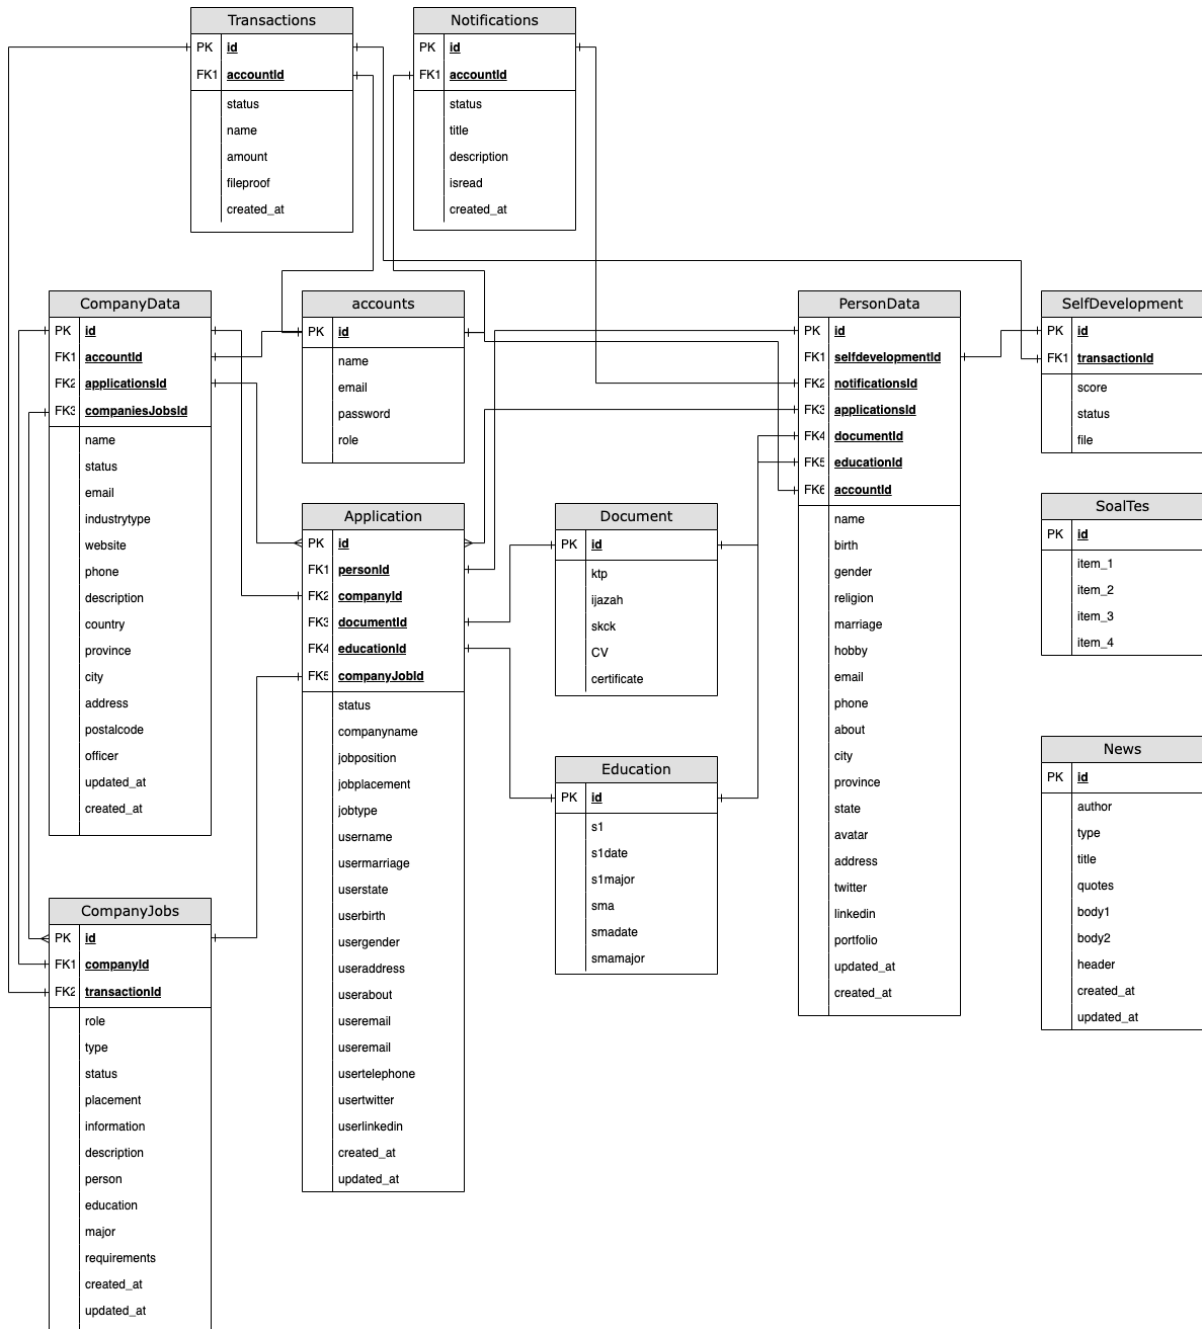 Transactions
PK id
FK1 accountId
status
name
amount
fileproof
created_at
Notifications
PK id
FK1 accountId
status
title
description
isread
created_at
CompanyData
PK id
FK1 accountId
FK2 applicationsId
FK3 companiesJobsId
name
status
email
industrytype
website
phone
description
country
province
city
address
postalcode
officer
updated_at
created_at
accounts
PK id
name
email
password
role
PersonData
PK id
FK1 selfdevelopmentId
FK2 notificationsId
FK3 applicationsId
FK4 documentId
FK5 educationId
FK6 accountId
name
birth
gender
religion
marriage
hobby
email
phone
about
city
province
state
avatar
address
twitter
linkedin
portfolio
updated_at
created_at
SelfDevelopment
PK id
FK1 transactionId
score
status
file
Application
PK id
FK1 personId
FK2 companyId
FK3 documentId
FK4 educationId
FK5 companyJobId
status
companyname
jobposition
jobplacement
jobtype
username
usermarriage
userstate
userbirth
usergender
useraddress
userabout
useremail
useremail
usertelephone
usertwitter
userlinkedin
created_at
updated_at
Document
PK id
ktp
ijazah
skck
CV
certificate
SoalTes
PK id
item_1
item_2
item_3
item_4
Education
PK id
s1
s1date
s1major
sma
smadate
smamajor
News
PK id
author
type
title
quotes
body1
body2
header
created_at
updated_at
CompanyJobs
PK id
FK1 companyId
FK2 transactionId
role
type
status
placement
information
description
person
education
major
requirements
created_at
updated_at